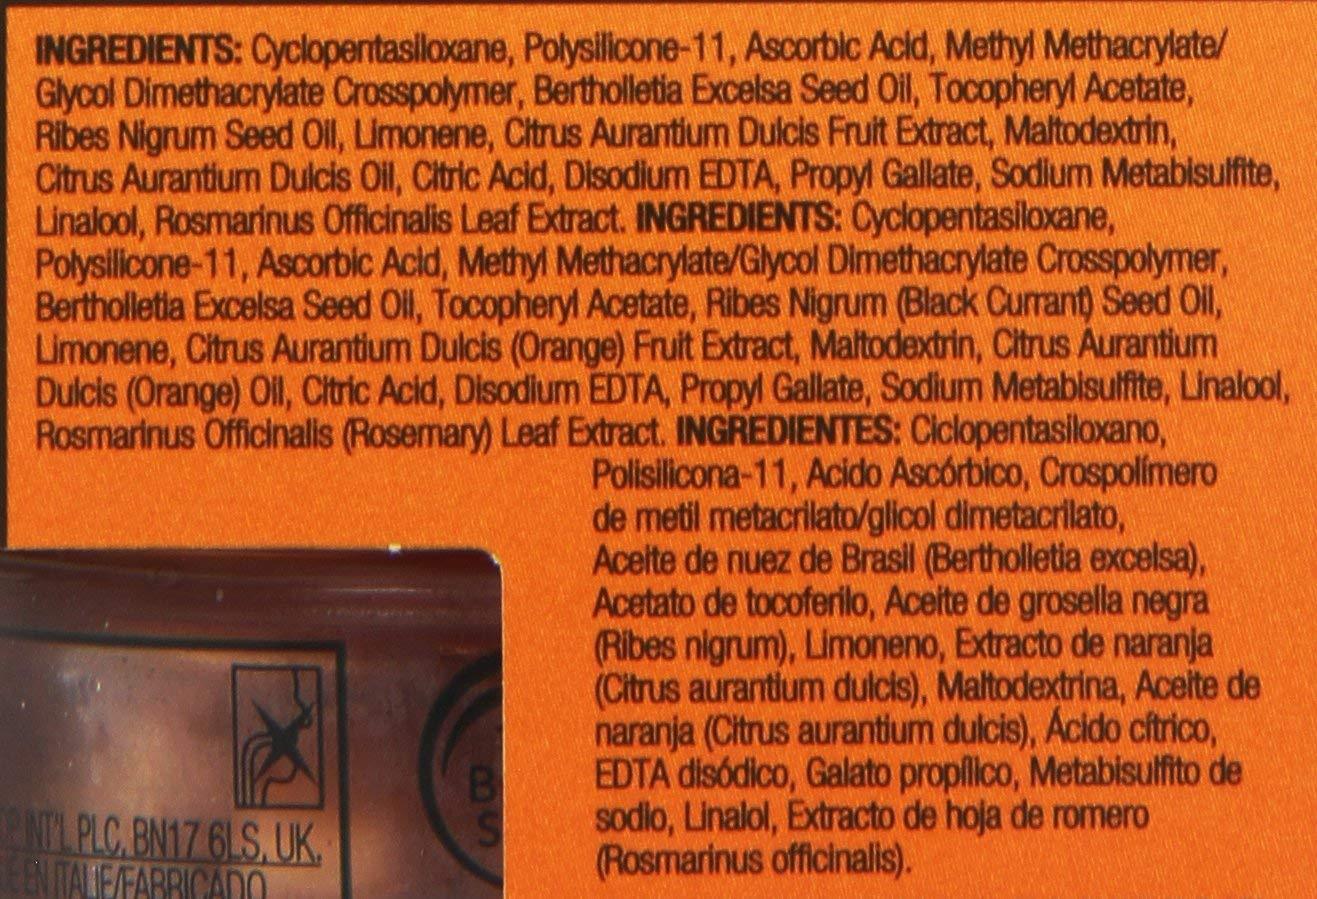 INGREDIENTS: Cyclopentasiloxane, Polysilicone-11, Ascorbic Acid, Methyl Methacrylate/
Glycol Dimethacrylate Crosspolymer, Bertholletia Excelsa Seed Oil, Tocopheryl Acetate,
Ribes Nigrum Seed Oil, Limonene, Citrus Aurantium Dulcis Fruit Extract, Maltodextrin,
Citrus Aurantium Dulcis Oil, Citric Acid, Disodium EDTA, Propyl Gallate, Sodium Metabisulfite,
Linalool, Rosmarinus Officinalis Leaf Extract. INGREDIENTS: Cyclopentasiloxane,
Polysilicone-11, Ascorbic Acid, Methyl Methacrylate/Glycol Dimethacrylate Crosspolymer,
Bertholletia Excelsa Seed Oil, Tocopheryl Acetate, Ribes Nigrum (Black Currant) Seed Oil,
Limonene, Citrus Aurantium Dulcis (Orange) Fruit Extract, Maltodextrin, Citrus Aurantium
Dulcis (Orange) Oil, Citric Acid, Disodium EDTA, Propyl Gallate, Sodium Metabisulfite, Linalool,
Rosmarinus Officinalis (Rosemary) Leaf Extract. INGREDIENTES: Ciclopentasiloxano,
Polisilicona-11, Acido Ascórbico, Crospolímero
de metil metacrilato/glicol dimetacrilato,
Aceite de nuez de Brasil (Bertholletia excelsa),
Acetato de tocoferilo, Aceite de grosella negra
(Ribes nigrum), Limoneno, Extracto de naranja
(Citrus aurantium dulcis), Maltodextrina, Aceite de
naranja (Citrus aurantium dulcis), Ácido cítrico,
EDTA disódico, Galato propílico, Metabisulfito de
sodio, Linalol, Extracto de hoja de romero
(Rosmarinus officinalis).
INT'L PLC, BN17 6LS, UK.
EN ITALIE/FABRICADO